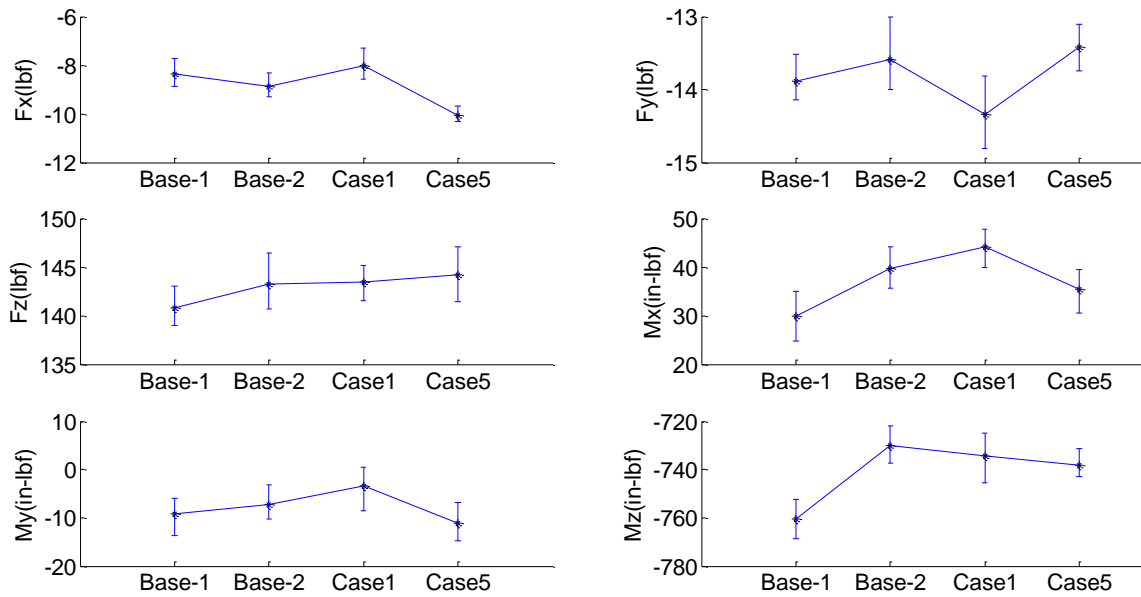 -6
-8
-10
-12
Fx(lbf)
Base-1 Base-2 Case1 Case5
-13
-14
-15
Fy(lbf)
Base-1 Base-2 Case1 Case5
150
145
140
135
Fz(lbf)
Base-1 Base-2 Case1 Case5
50
40
30
20
Mx(in-lbf)
Base-1 Base-2 Case1 Case5
10
0
-10
-20
My(in-lbf)
Base-1 Base-2 Case1 Case5
-720
-740
-760
-780
Mz(in-lbf)
Base-1 Base-2 Case1 Case5